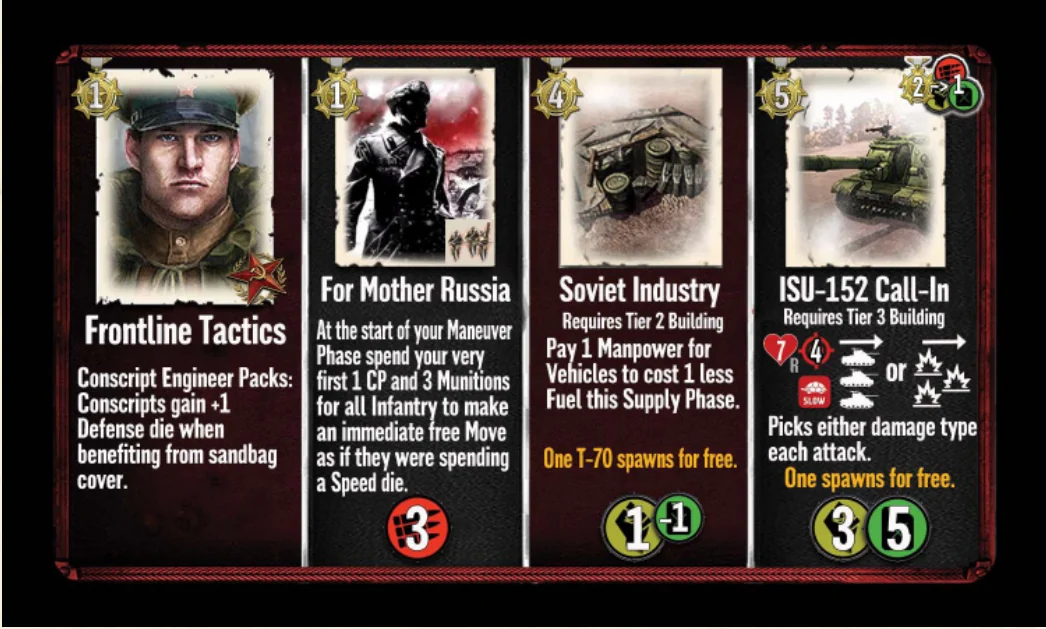 1
Frontline Tactics
Conscript Engineer Packs:
Conscripts gain +1
Defense die when
benefiting from sandbag
cover.
1
For Mother Russia
At the start of your Maneuver
Phase spend your very
first 1 CP and 3 Munitions
for all Infantry to make
an immediate free Move
as if they were spending
a Speed die.
3
4
Soviet Industry
Requires Tier 2 Building
Pay 1 Manpower for
Vehicles to cost 1 less
Fuel this Supply Phase.
One T-70 spawns for free.
1 -1
5
2->1
ISU-152 Call-In
Requires Tier 3 Building
7 R 4
SLOW
or
Picks either damage type
each attack.
One spawns for free.
3 5